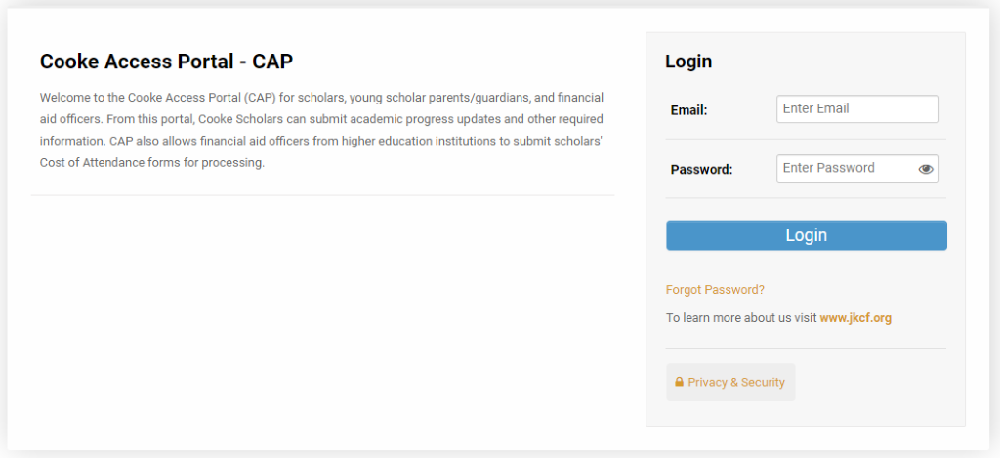 Cooke Access Portal - CAP
Welcome to the Cooke Access Portal (CAP) for scholars, young scholar parents/guardians, and financial
aid officers. From this portal, Cooke Scholars can submit academic progress updates and other required
information. CAP also allows financial aid officers from higher education institutions to submit scholars'
Cost of Attendance forms for processing.
Login
Email:
Enter Email
Password:
Enter Password
Login
Forgot Password?
To learn more about us visit www.jkcf.org
Privacy & Security